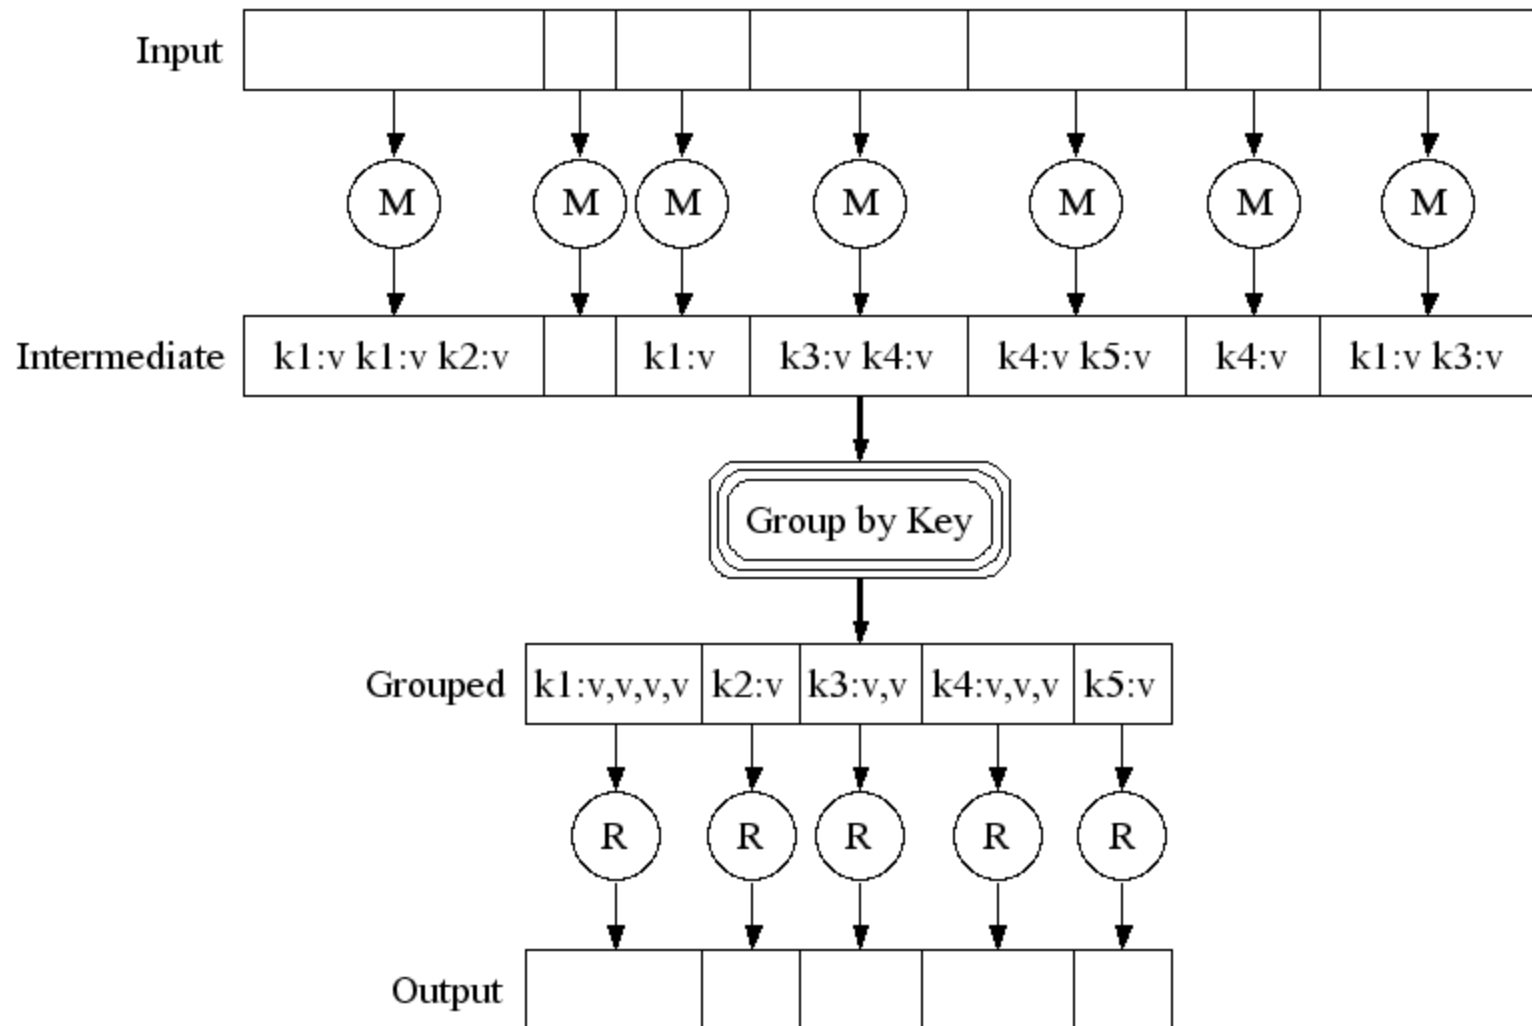 Input
M M M M M M M
Intermediate k1:v k1:v k2:v k1:v k3:v k4:v k4:v k5:v k4:v k1:v k3:v
Group by Key
Grouped k1:v,v,v,v k2:v k3:v,v k4:v,v,v k5:v
R R R R R
Output